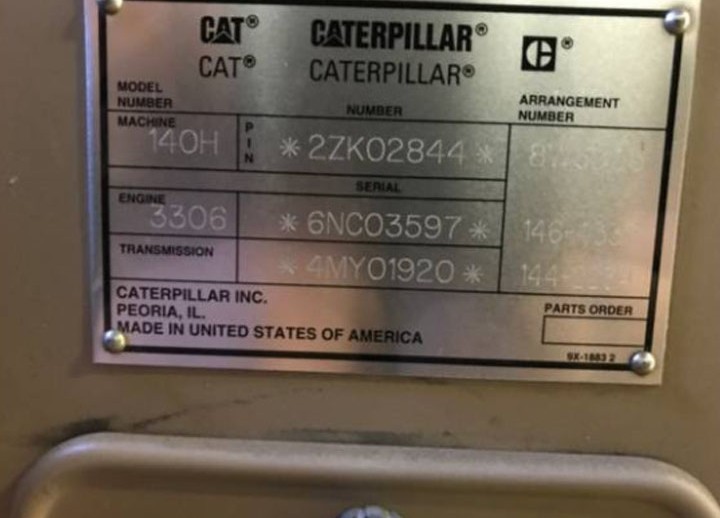 CAT® CATERPILLAR® C®
CAT® CATERPILLAR®
MODEL NUMBER NUMBER ARRANGEMENT NUMBER
MACHINE 140H PIN *2ZK02844*
SERIAL
ENGINE 3306 *6NC03597*
TRANSMISSION *4MY01920*
CATERPILLAR INC.
PEORIA, IL.
MADE IN UNITED STATES OF AMERICA
PARTS ORDER
9X-1883 2